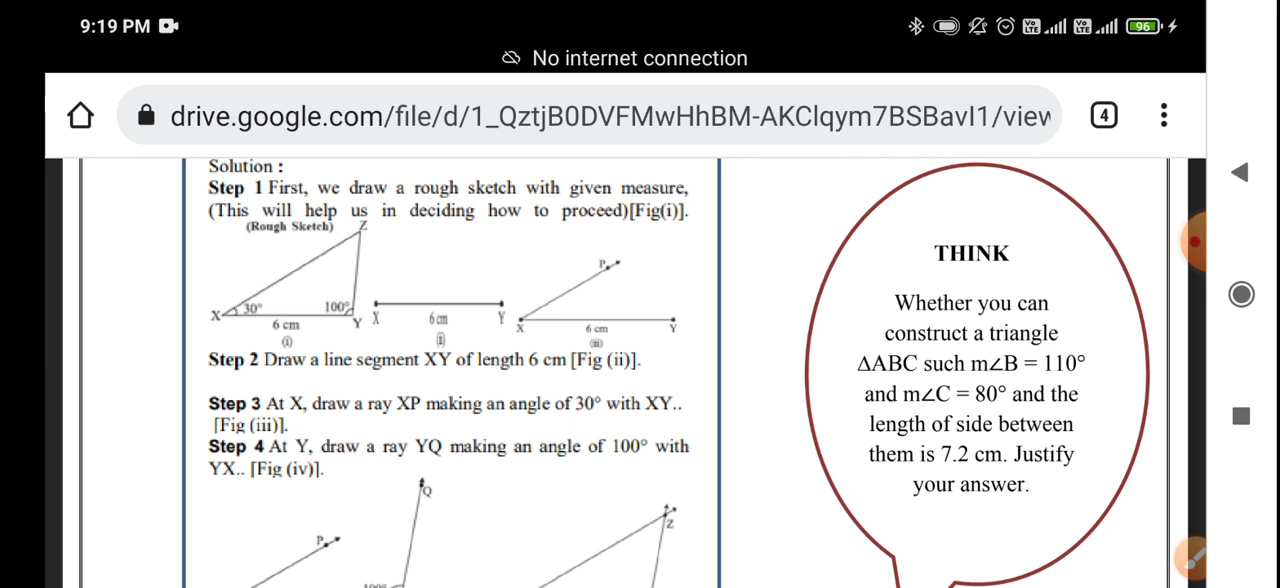 9:19 PM
96
No internet connection
drive.google.com/file/d/1_QztjB0DVFMwHhBM-AKClqym7BSBavI1/view
4
Solution :
Step 1 First, we draw a rough sketch with given measure,
(This will help us in deciding how to proceed)[Fig(i)].
(Rough Sketch)
Z
P
X 30° 100° Y
6 cm
(i)
X 6 cm Y
X 6 cm Y
(iii)
Step 2 Draw a line segment XY of length 6 cm [Fig (ii)].
Step 3 At X, draw a ray XP making an angle of 30° with XY..
[Fig (iii)].
Step 4 At Y, draw a ray YQ making an angle of 100° with
YX.. [Fig (iv)].
Q
P
Z
THINK
Whether you can
construct a triangle
ΔABC such m∠B = 110°
and m∠C = 80° and the
length of side between
them is 7.2 cm. Justify
your answer.